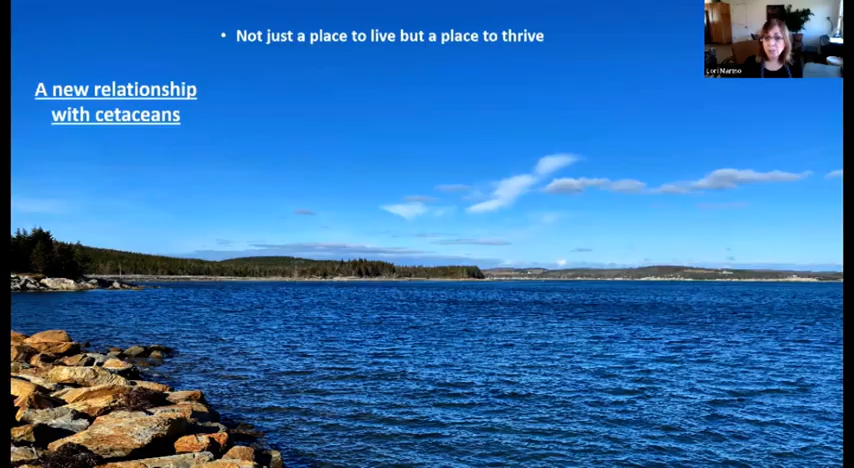 • Not just a place to live but a place to thrive
A new relationship
with cetaceans
Lori Marino